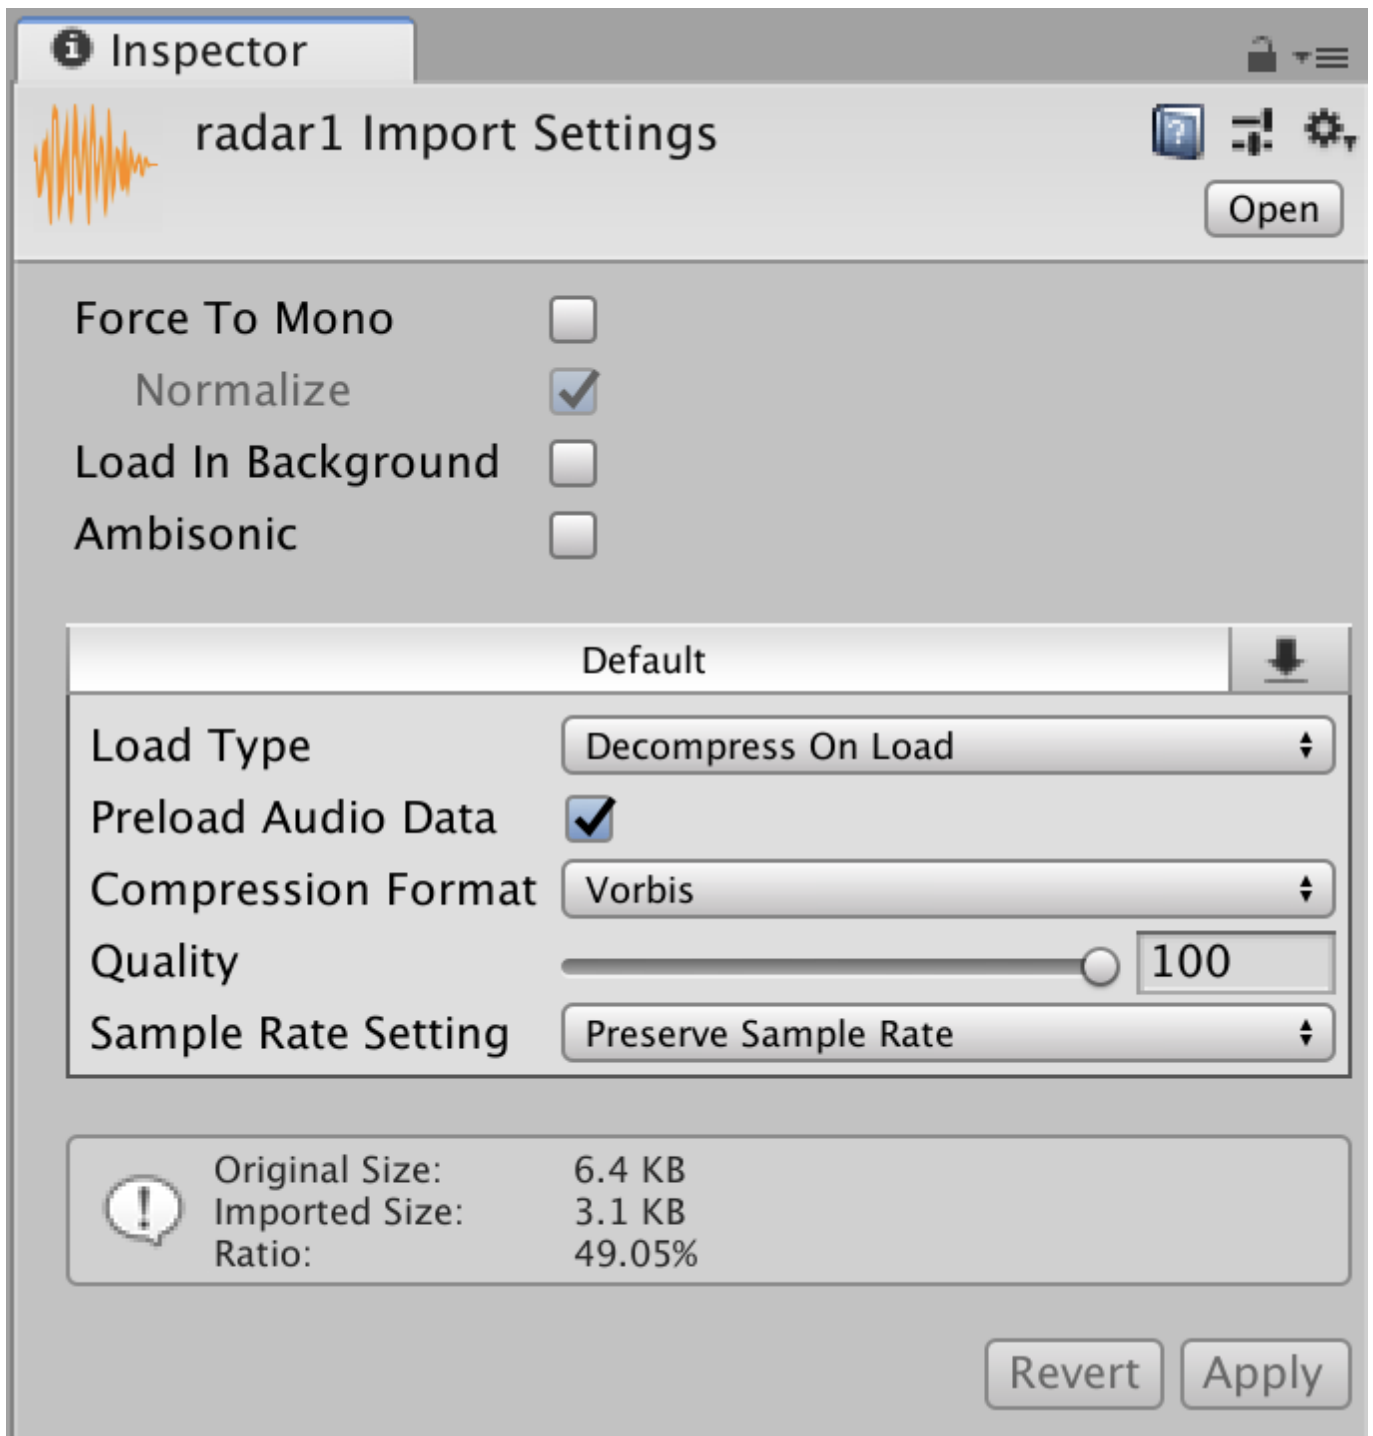 Inspector
radar1 Import Settings
Open
Force To Mono
Normalize
Load In Background
Ambisonic
Default
Load Type Decompress On Load
Preload Audio Data
Compression Format Vorbis
Quality 100
Sample Rate Setting Preserve Sample Rate
Original Size: 6.4 KB
Imported Size: 3.1 KB
Ratio: 49.05%
Revert Apply